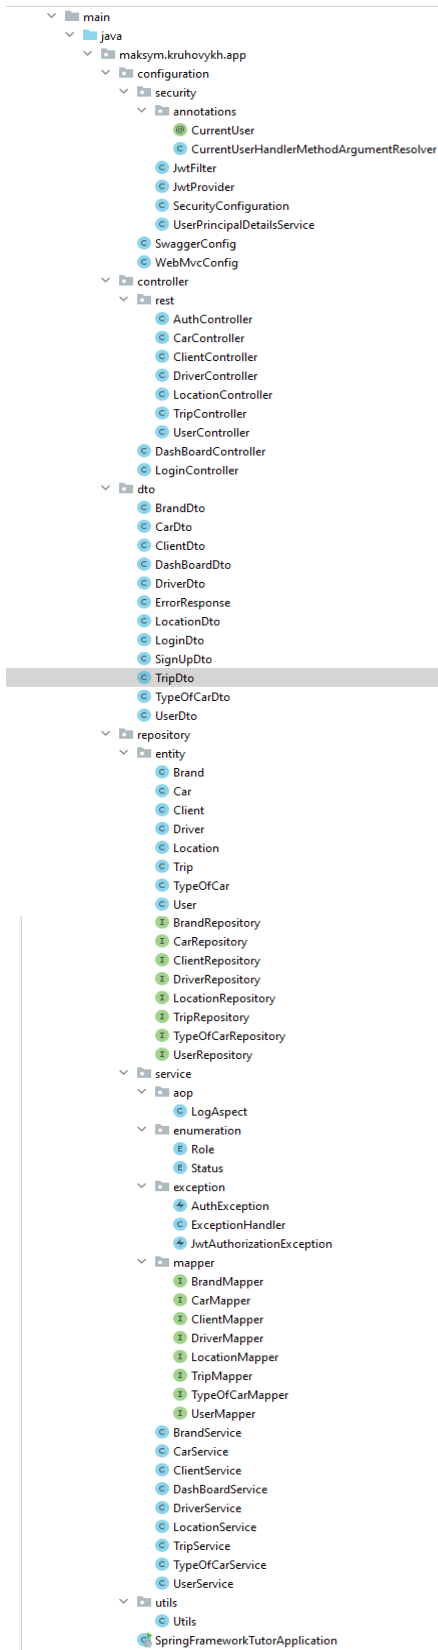 main
java
maksym.kruhovykh.app
configuration
security
annotations
CurrentUser
CurrentUserHandlerMethodArgumentResolver
JwtFilter
JwtProvider
SecurityConfiguration
UserPrincipalDetailsService
SwaggerConfig
WebMvcConfig
controller
rest
AuthController
CarController
ClientController
DriverController
LocationController
TripController
UserController
DashBoardController
LoginController
dto
BrandDto
CarDto
ClientDto
DashBoardDto
DriverDto
ErrorResponse
LocationDto
LoginDto
SignUpDto
TripDto
TypeOfCarDto
UserDto
repository
entity
Brand
Car
Client
Driver
Location
Trip
TypeOfCar
User
BrandRepository
CarRepository
ClientRepository
DriverRepository
LocationRepository
TripRepository
TypeOfCarRepository
UserRepository
service
aop
LogAspect
enumeration
Role
Status
exception
AuthException
ExceptionHandler
JwtAuthorizationException
mapper
BrandMapper
CarMapper
ClientMapper
DriverMapper
LocationMapper
TripMapper
TypeOfCarMapper
UserMapper
BrandService
CarService
ClientService
DashBoardService
DriverService
LocationService
TripService
TypeOfCarService
UserService
utils
Utils
SpringFrameworkTutorApplication